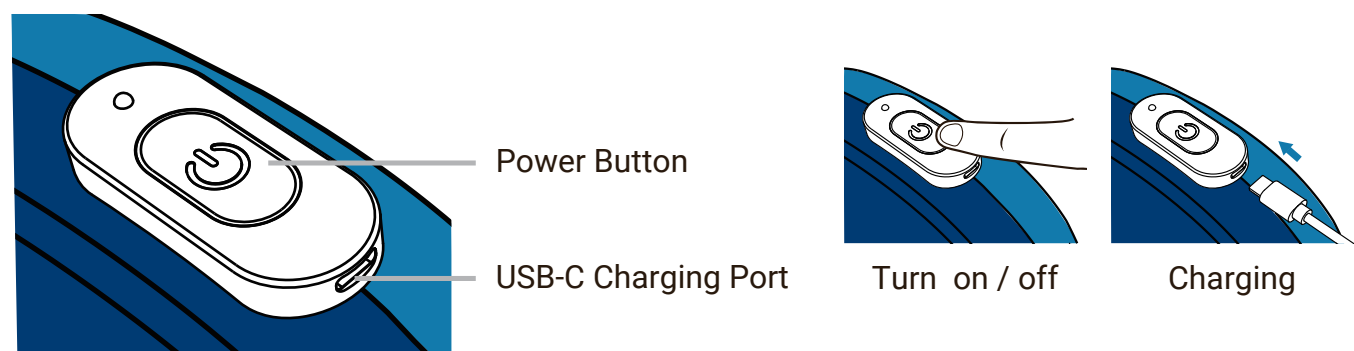 Power Button
USB-C Charging Port
Turn on / off
Charging